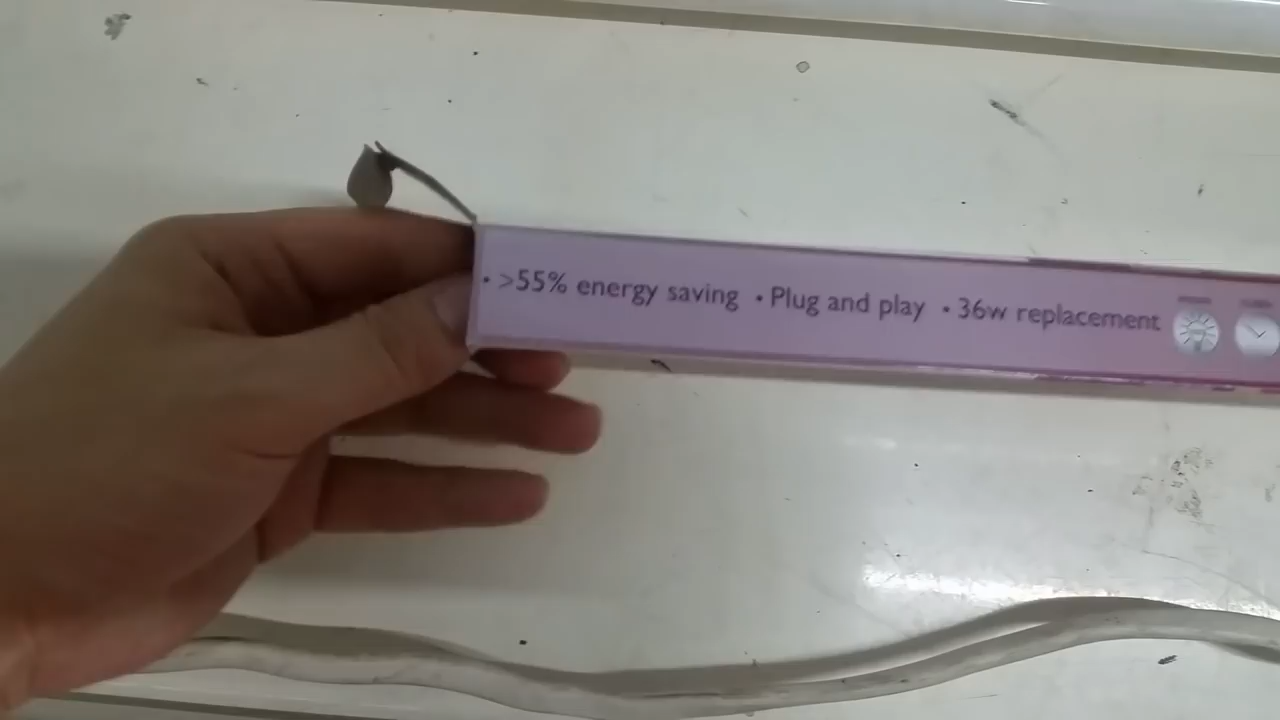 • >55% energy saving • Plug and play • 36w replacement